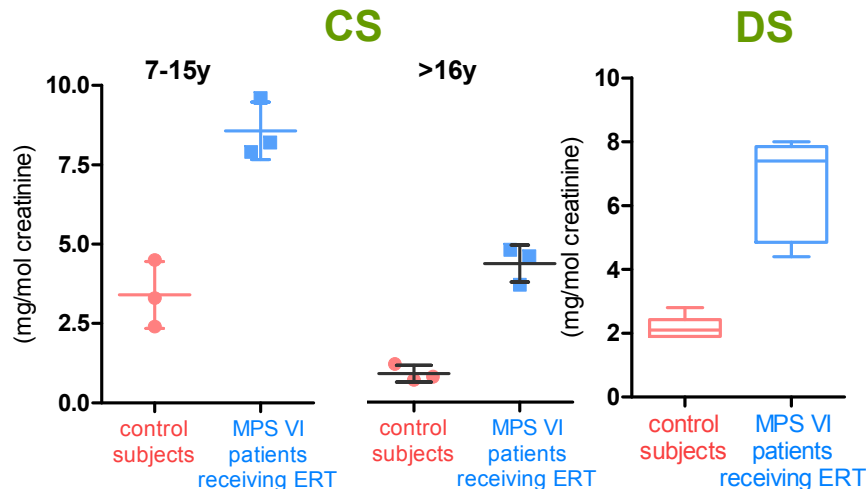 CS
DS
7-15y
>16y
(mg/mol creatinine)
10.0
7.5
5.0
2.5
0.0
control
subjects
MPS VI
patients
receiving ERT
control
subjects
MPS VI
patients
receiving ERT
(mg/mol creatinine)
10
8
6
4
2
0
control
subjects
MPS VI
patients
receiving ERT